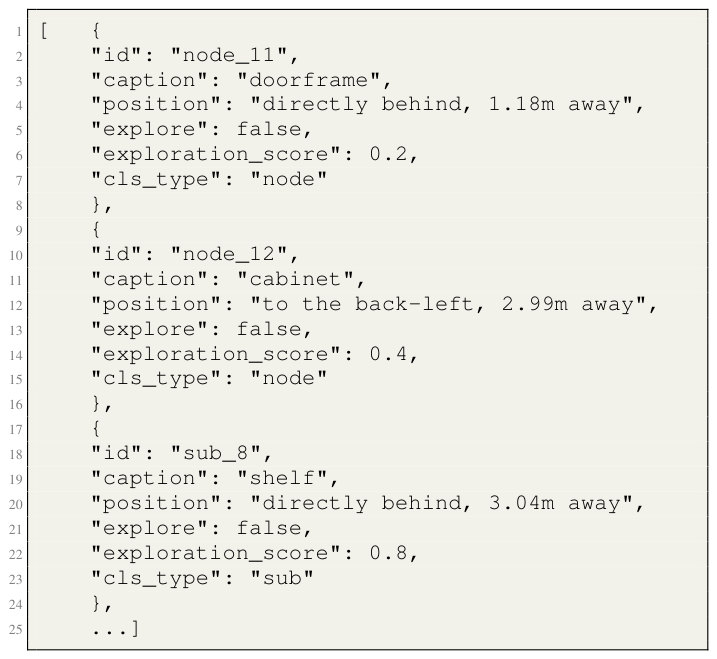 1 [ {
2 "id": "node_11",
3 "caption": "doorframe",
4 "position": "directly behind, 1.18m away",
5 "explore": false,
6 "exploration_score": 0.2,
7 "cls_type": "node"
8 },
9 {
10 "id": "node_12",
11 "caption": "cabinet",
12 "position": "to the back-left, 2.99m away",
13 "explore": false,
14 "exploration_score": 0.4,
15 "cls_type": "node"
16 },
17 {
18 "id": "sub_8",
19 "caption": "shelf",
20 "position": "directly behind, 3.04m away",
21 "explore": false,
22 "exploration_score": 0.8,
23 "cls_type": "sub"
24 },
25 ...]